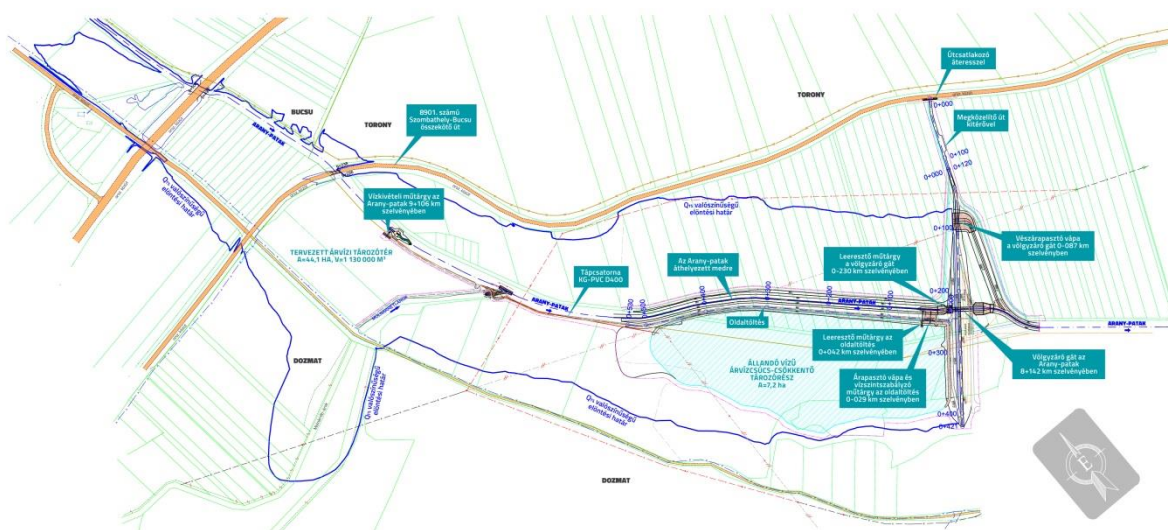 Útcsatlakozó
áteresszel
TORONY
0+000
BUCSU
TORONY
ARANY-PATAK
8901. számú
Szombathely-Bucsu
összekötő út
Megközelítő út
kitérővel
0+100
0+120
0+000
Q₁% valószínűségű
elöntési határ
Vízkivételi műtárgy az
Arany-patak 9+106 km
szelvényében
Q₁% valószínűségű
elöntési határ
0+100
Vészárapasztó vápa
a völgyzáró gát 0-087 km
szelvényben
TERVEZETT ÁRVÍZI TÁROZÓTÉR
A=44,1 HA, V=1 130 000 M³
Az Arany-patak
áthelyezett medre
Leeresztő műtárgy
a völgyzáró gát
0-230 km szelvényében
Tápcsatorna
KG-PVC D400
0+200
ARANY-PATAK
ARANY-PATAK
ARANY-PATAK
Oldaltöltés
Leeresztő műtárgy az
oldaltöltés
0+042 km szelvényében
0+300
Völgyzáró gát az
Arany-patak
8+142 km szelvényében
DOZMAT
ÁLLANDÓ VIZŰ
ÁRVÍZCSÚCS-CSÖKKENTŐ
TÁROZÓRÉSZ
A=7,2 ha
Árapasztó vápa és
vízszintszabályzó
műtárgy az oldaltöltés
0-029 km szelvényben
Q₁% valószínűségű
elöntési határ
Q₁% valószínűségű
elöntési határ
0+400
0+421
DOZMAT
É